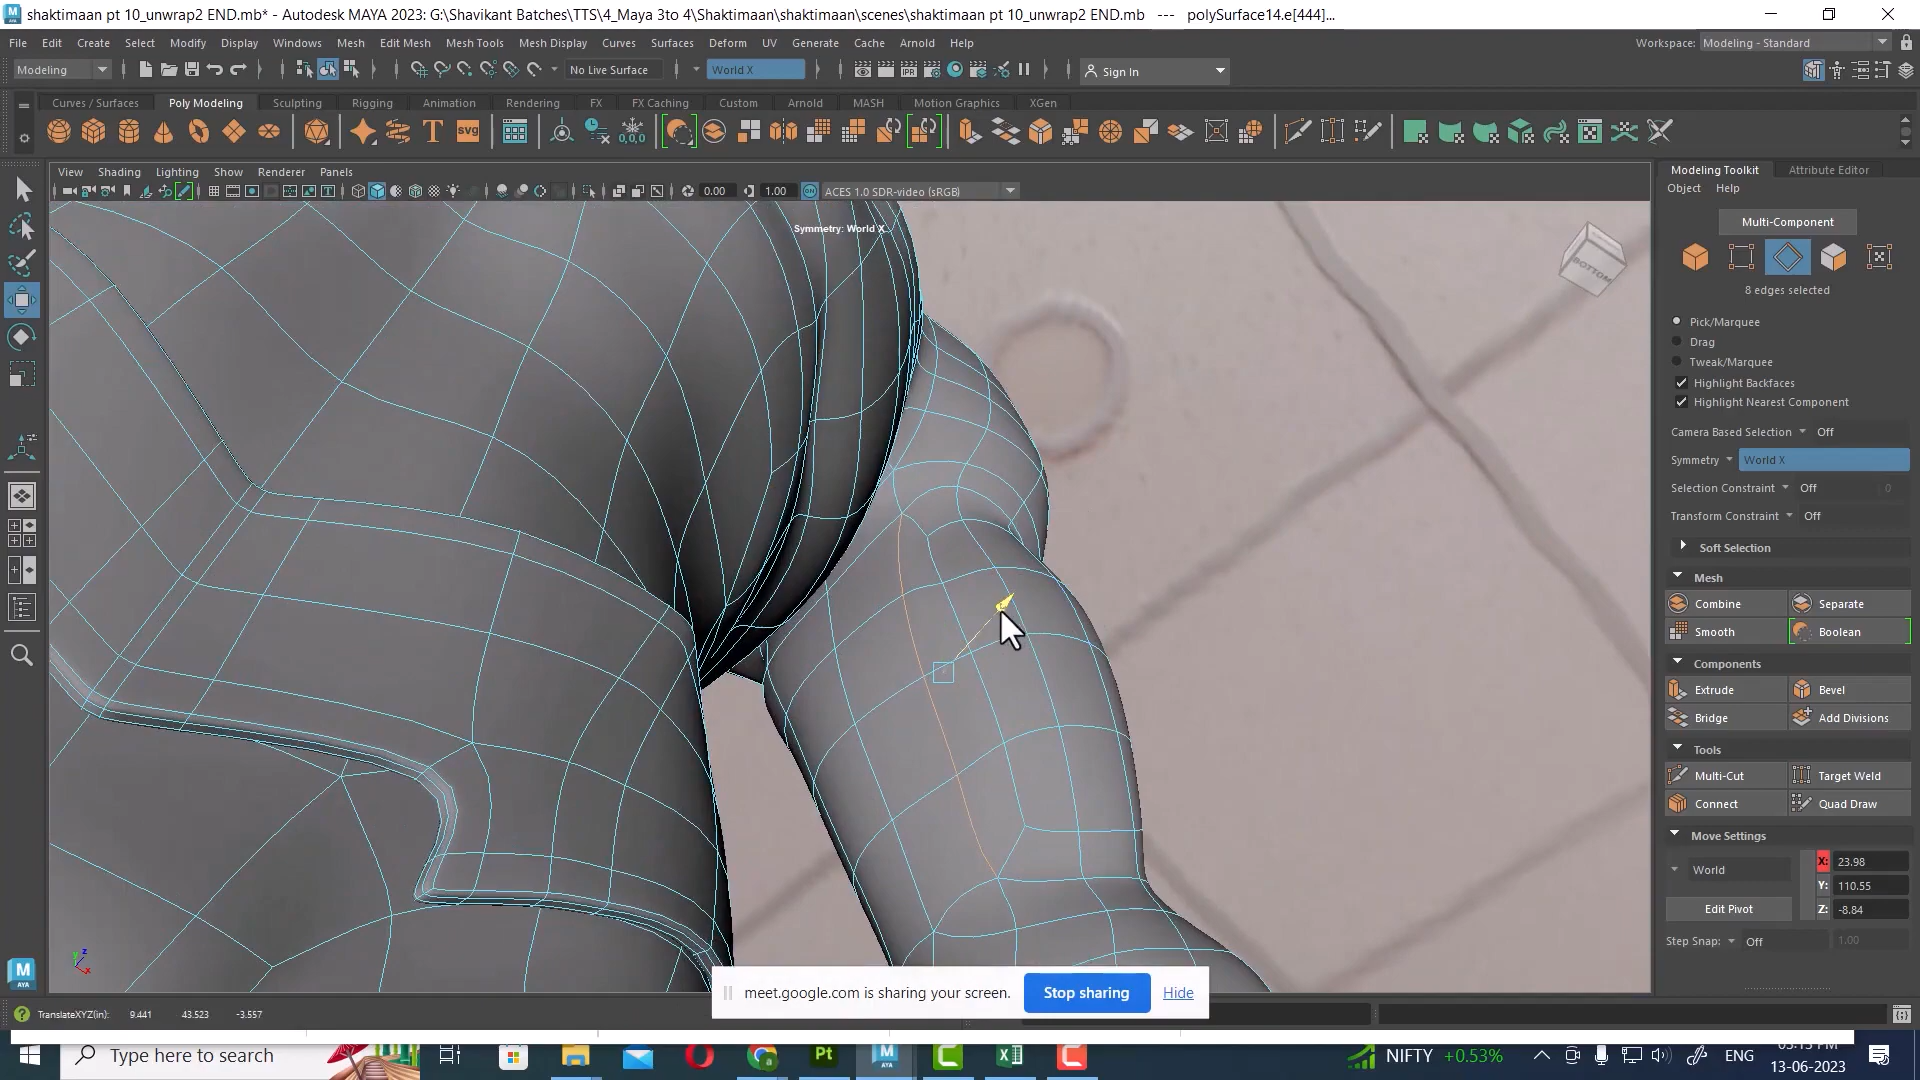 shaktimaan pt 10_unwrap2 END.mb* - Autodesk MAYA 2023: G:\Shavikant Batches\TTS\4_Maya 3to 4\Shaktimaan\shaktimaan\scenes\shaktimaan pt 10_unwrap2 END.mb --- polySurface14.e[444]...
File Edit Create Select Modify Display Windows Mesh Edit Mesh Mesh Tools Mesh Display Curves Surfaces Deform UV Generate Cache Arnold Help
Workspace: Modeling - Standard
Modeling No Live Surface World X Sign In
Curves / Surfaces Poly Modeling Sculpting Rigging Animation Rendering FX FX Caching Custom Arnold MASH Motion Graphics XGen
View Shading Lighting Show Renderer Panels
0.00 1.00 ACES 1.0 SDR-video (sRGB)
Symmetry: World X
BOTTOM
Modeling Toolkit Attribute Editor
Object Help
Multi-Component
8 edges selected
Pick/Marquee
Drag
Tweak/Marquee
Highlight Backfaces
Highlight Nearest Component
Camera Based Selection Off
Symmetry World X
Selection Constraint Off 0
Transform Constraint Off
Soft Selection
Mesh
Combine Separate
Smooth Boolean
Components
Extrude Bevel
Bridge Add Divisions
Tools
Multi-Cut Target Weld
Connect Quad Draw
Move Settings
World X: 23.98
Y: 110.55
Edit Pivot Z: -8.84
Step Snap: Off 1.00
meet.google.com is sharing your screen. Stop sharing Hide
TranslateXYZ(in): 9.441 43.523 -3.557
Type here to search
NIFTY +0.53%
ENG
13-06-2023